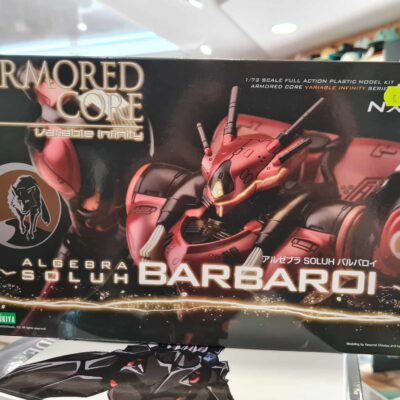 ARMORED
CORE
Variable Infinity
1/72 SCALE FULL ACTION PLASTIC MODEL KIT
ARMORED CORE VARIABLE INFINITY SERIES
NX
アルゼブラ SOLUH バルバロイ
ALGEBRA
SOLUH
BARBAROI